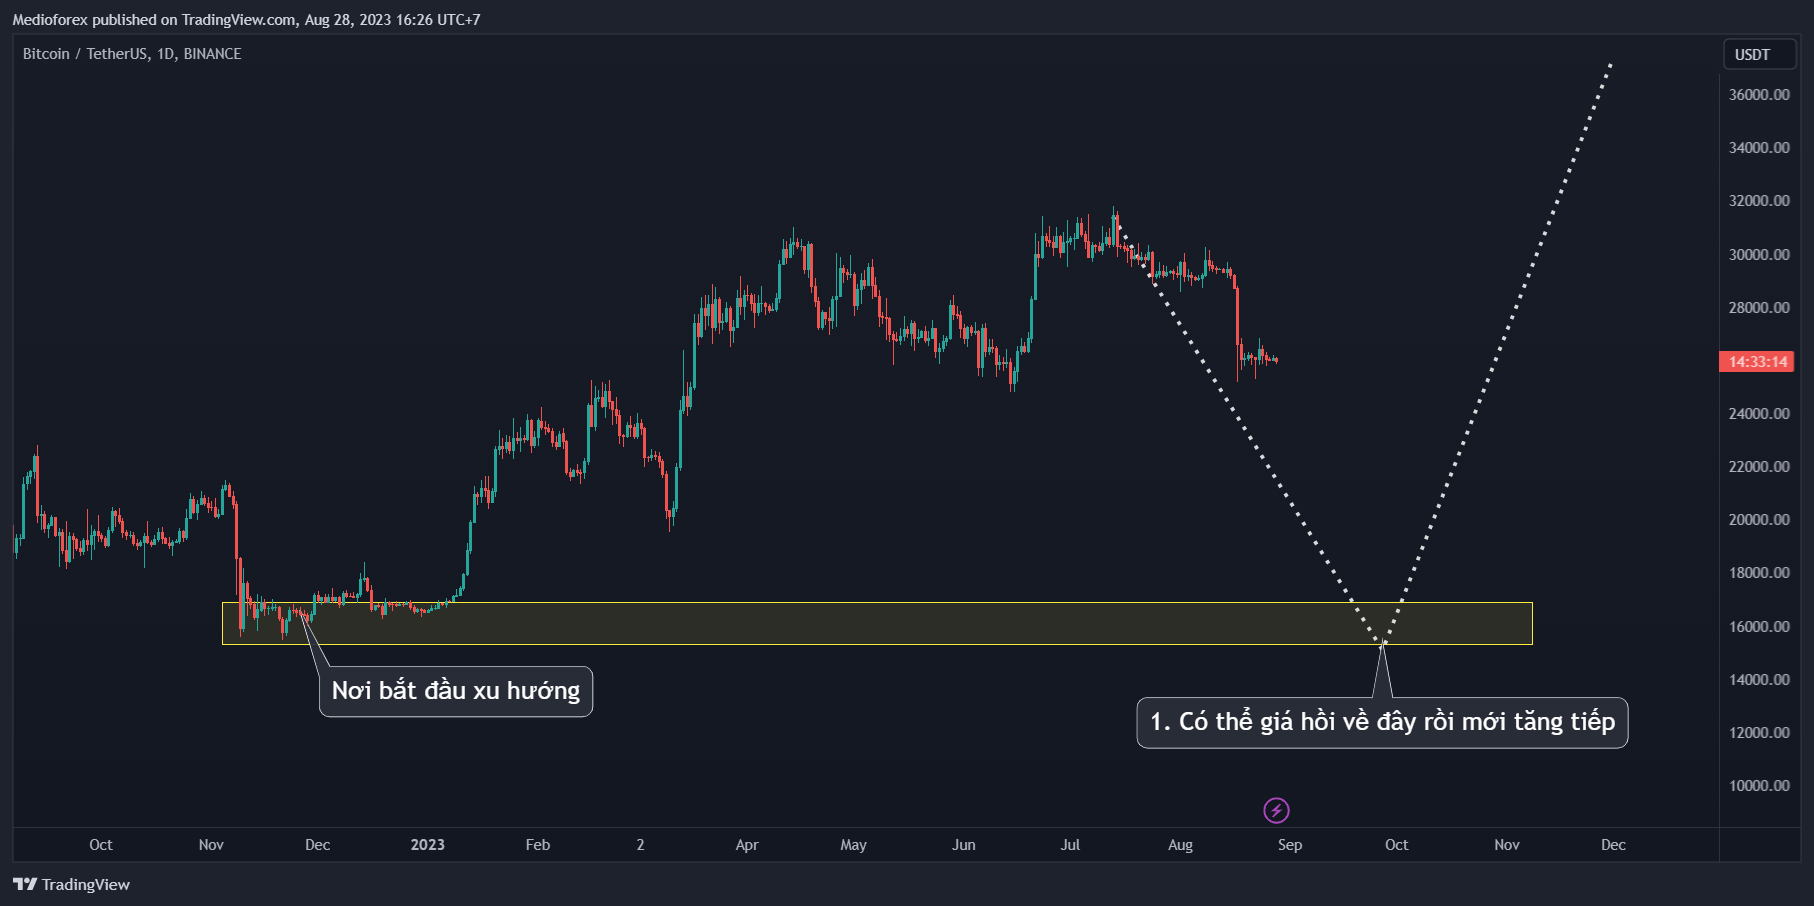 Medioforex published on TradingView.com, Aug 28, 2023 16:26 UTC+7
Bitcoin / TetherUS, 1D, BINANCE
USDT
36000.00
34000.00
32000.00
30000.00
28000.00
14:33:14
24000.00
22000.00
20000.00
18000.00
16000.00
14000.00
12000.00
10000.00
Nơi bắt đầu xu hướng
1. Có thể giá hồi về đây rồi mới tăng tiếp
Oct Nov Dec 2023 Feb 2 Apr May Jun Jul Aug Sep Oct Nov Dec
TradingView